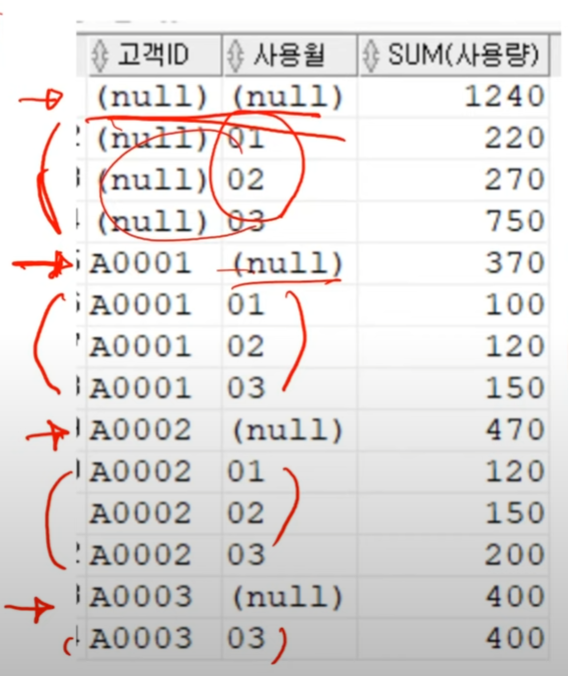 고객ID 사용월 SUM(사용량)
(null) (null) 1240
(null) 01 220
(null) 02 270
(null) 03 750
A0001 (null) 370
A0001 01 100
A0001 02 120
A0001 03 150
A0002 (null) 470
A0002 01 120
A0002 02 150
A0002 03 200
A0003 (null) 400
A0003 03 400